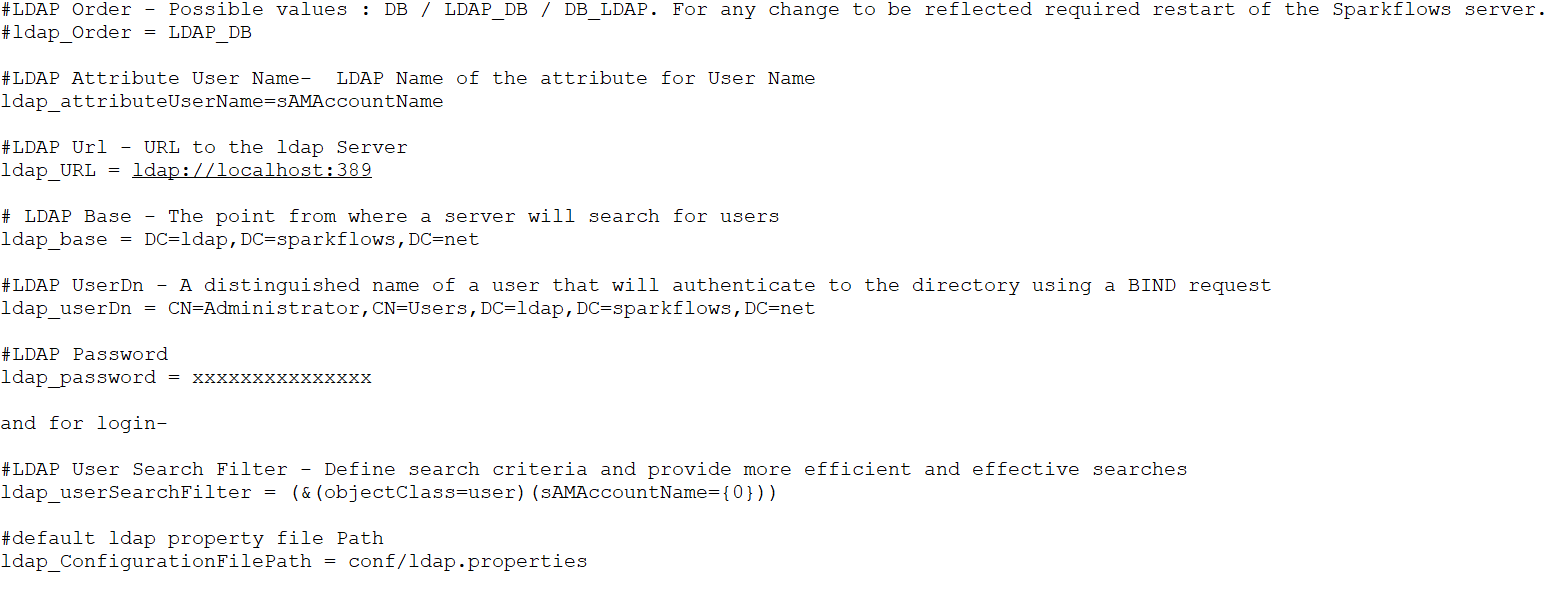 #LDAP Order - Possible values : DB / LDAP_DB / DB_LDAP. For any change to be reflected required restart of the Sparkflows server.
#ldap_Order = LDAP_DB
#LDAP Attribute User Name-  LDAP Name of the attribute for User Name
ldap_attributeUserName=sAMAccountName
#LDAP Url - URL to the ldap Server
ldap_URL = ldap://localhost:389
# LDAP Base - The point from where a server will search for users
ldap_base = DC=ldap,DC=sparkflows,DC=net
#LDAP UserDn - A distinguished name of a user that will authenticate to the directory using a BIND request
ldap_userDn = CN=Administrator,CN=Users,DC=ldap,DC=sparkflows,DC=net
#LDAP Password
ldap_password = xxxxxxxxxxxxxxx
and for login-
#LDAP User Search Filter - Define search criteria and provide more efficient and effective searches
ldap_userSearchFilter = (&(objectClass=user)(sAMAccountName={0}))
#default ldap property file Path
ldap_ConfigurationFilePath = conf/ldap.properties